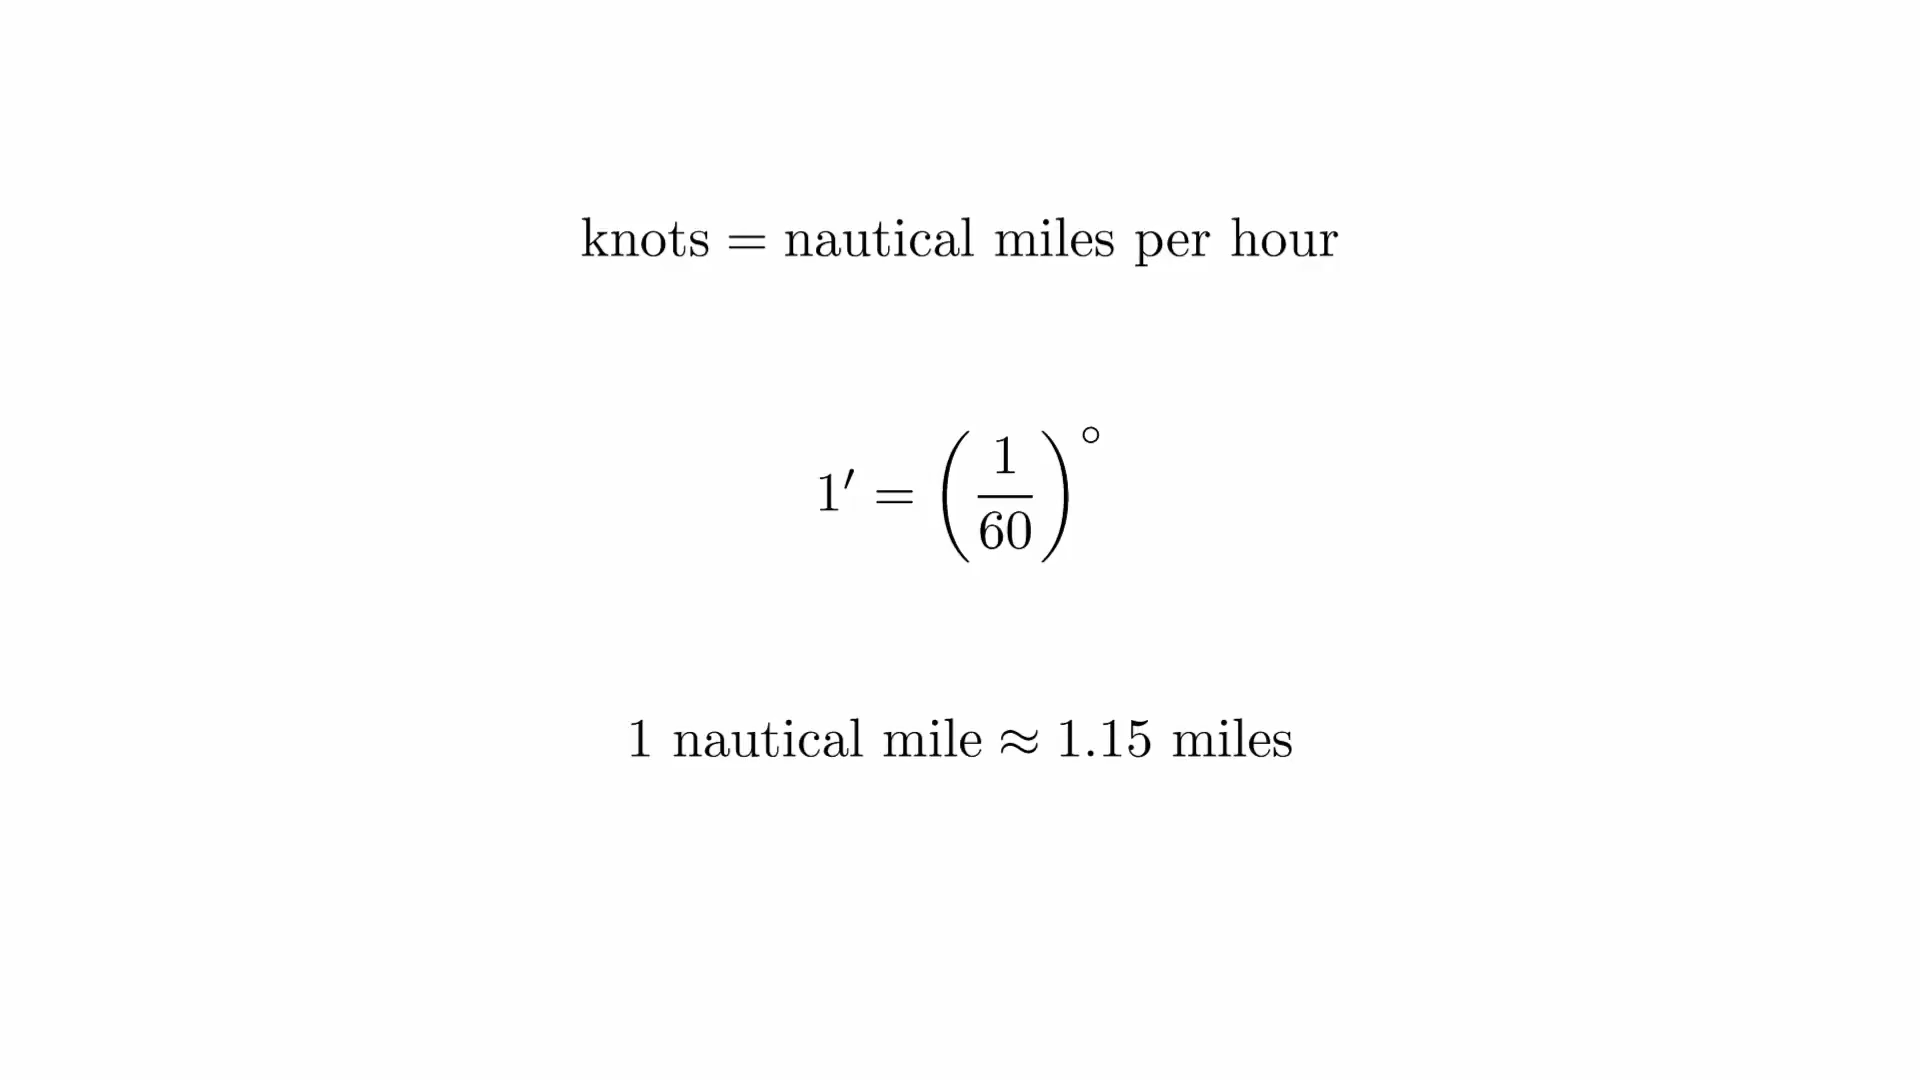 knots = nautical miles per hour
1′ = (1/60)°
1 nautical mile ≈ 1.15 miles